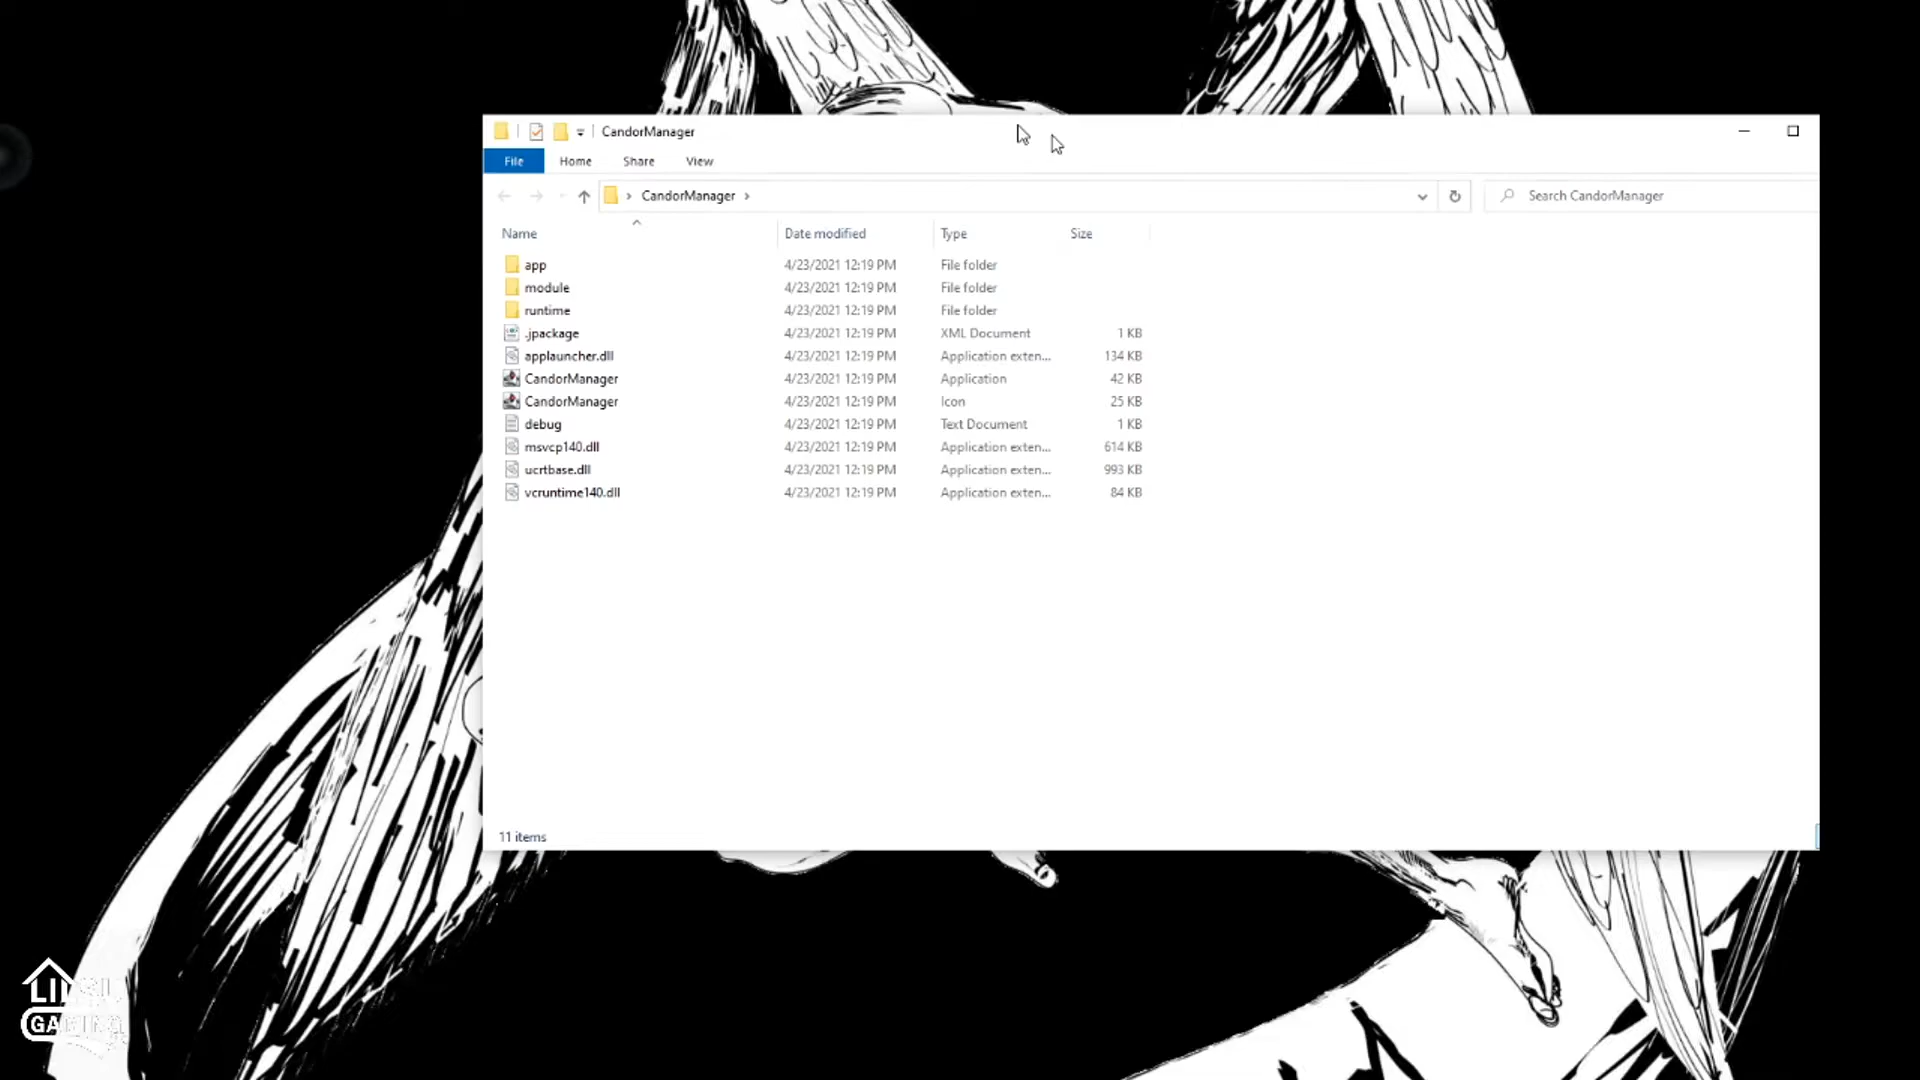 CandorManager
File Home Share View
CandorManager
Search CandorManager
Name Date modified Type Size
app 4/23/2021 12:19 PM File folder
module 4/23/2021 12:19 PM File folder
runtime 4/23/2021 12:19 PM File folder
.jpackage 4/23/2021 12:19 PM XML Document 1 KB
applauncher.dll 4/23/2021 12:19 PM Application exten... 134 KB
CandorManager 4/23/2021 12:19 PM Application 42 KB
CandorManager 4/23/2021 12:19 PM Icon 25 KB
debug 4/23/2021 12:19 PM Text Document 1 KB
msvcp140.dll 4/23/2021 12:19 PM Application exten... 614 KB
ucrtbase.dll 4/23/2021 12:19 PM Application exten... 993 KB
vcruntime140.dll 4/23/2021 12:19 PM Application exten... 84 KB
11 items
GAMING